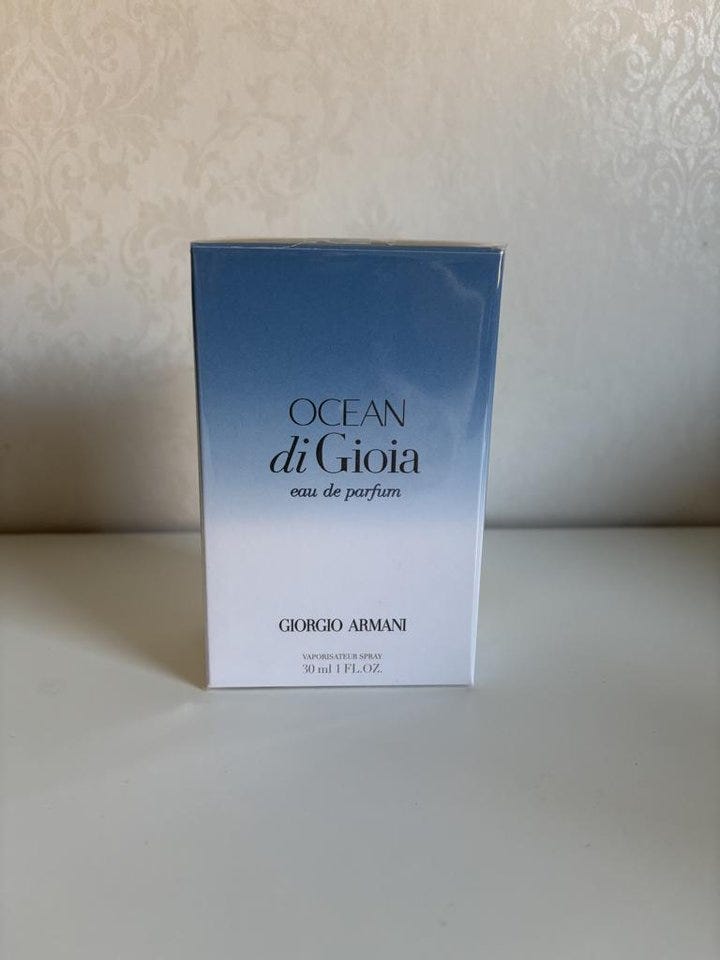 OCEAN
di Gioia
eau de parfum
GIORGIO ARMANI
VAPORISATEUR SPRAY
30 ml 1 FL.OZ.